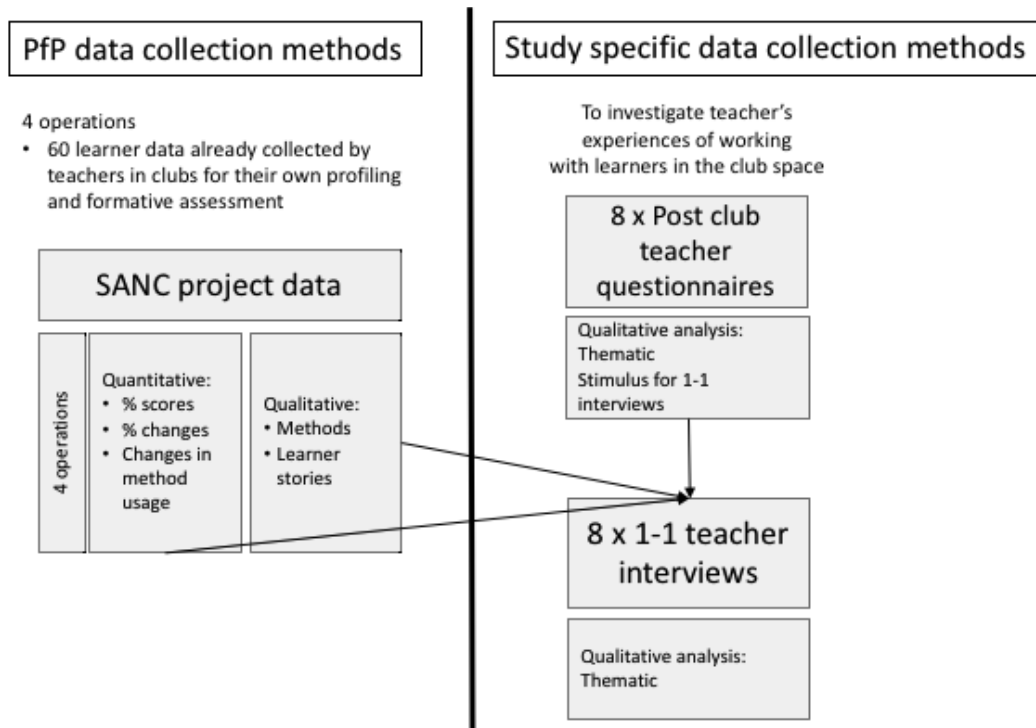 PfP data collection methods
4 operations
• 60 learner data already collected by
teachers in clubs for their own profiling
and formative assessment
SANC project data
4 operations
Quantitative:
• % scores
• % changes
• Changes in
method
usage
Qualitative:
• Methods
• Learner
stories
Study specific data collection methods
To investigate teacher's
experiences of working
with learners in the club space
8 x Post club
teacher
questionnaires
Qualitative analysis:
Thematic
Stimulus for 1-1
interviews
8 x 1-1 teacher
interviews
Qualitative analysis:
Thematic